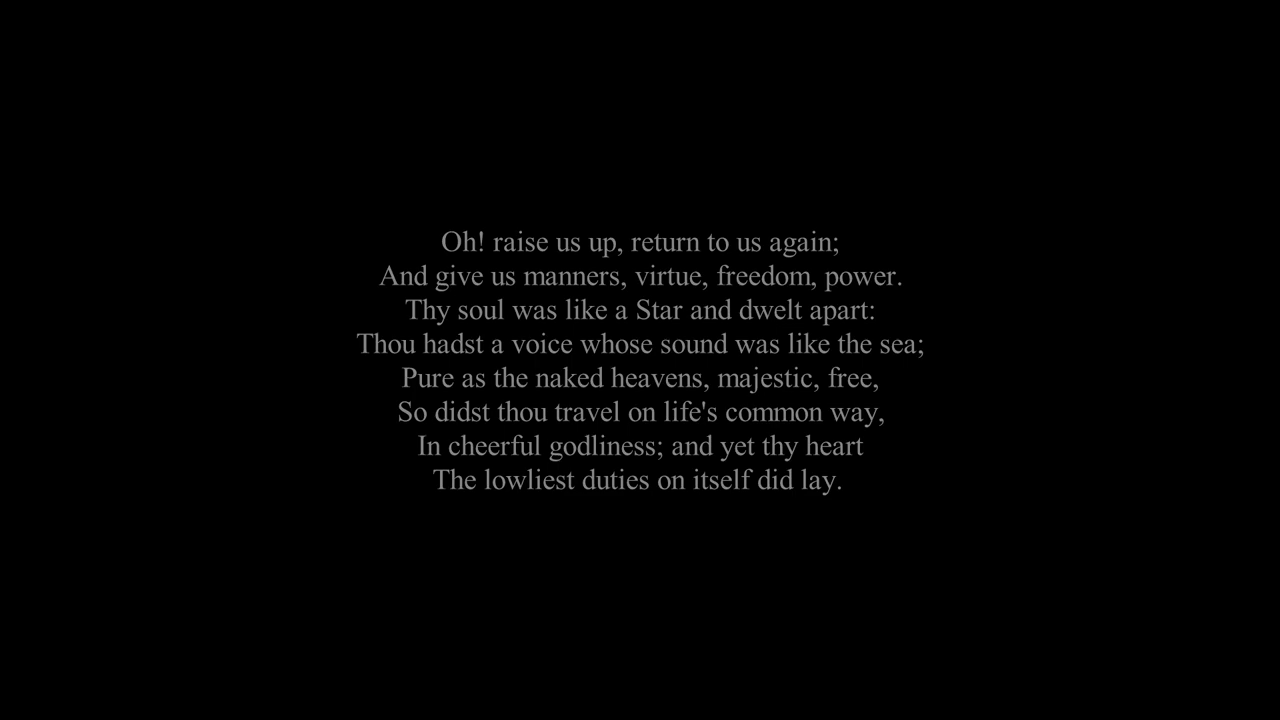 Oh! raise us up, return to us again;
And give us manners, virtue, freedom, power.
Thy soul was like a Star and dwelt apart:
Thou hadst a voice whose sound was like the sea;
Pure as the naked heavens, majestic, free,
So didst thou travel on life's common way,
In cheerful godliness; and yet thy heart
The lowliest duties on itself did lay.